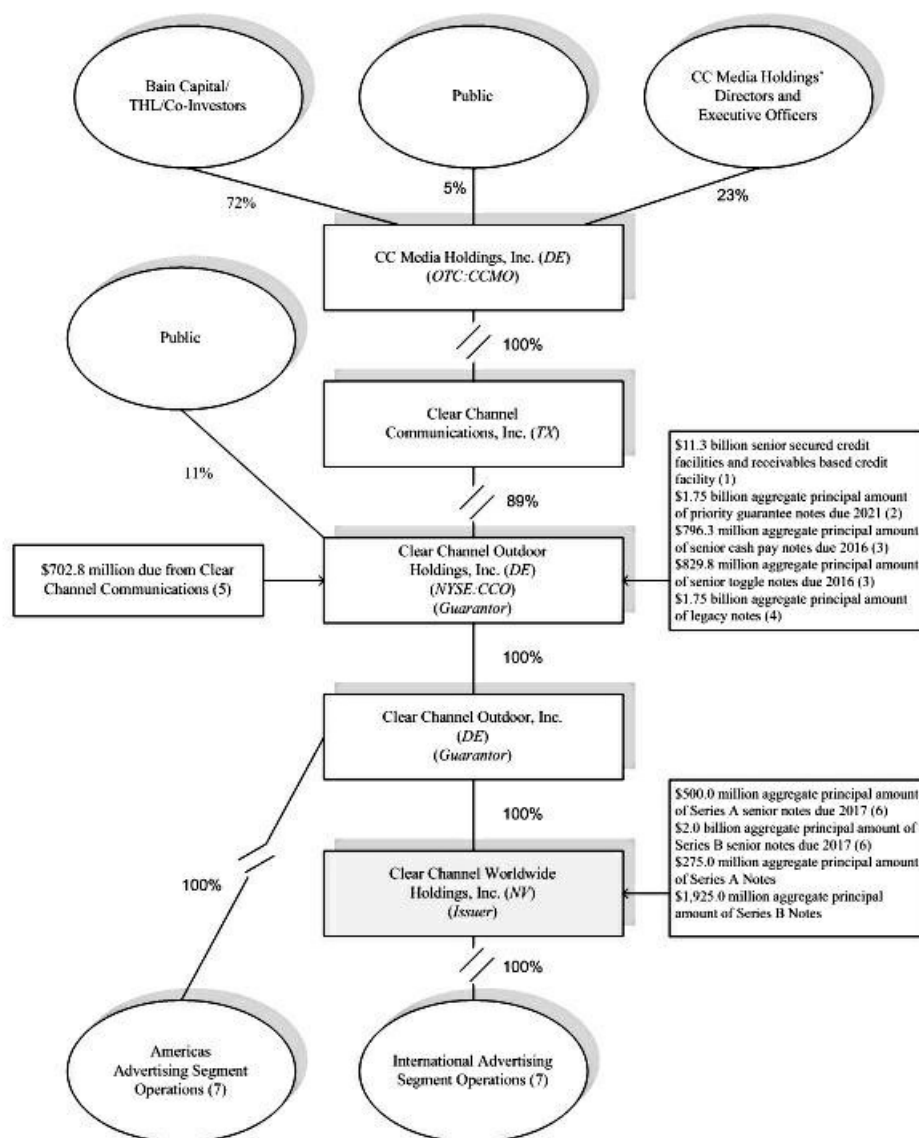 Bain Capital/
THL/Co-Investors
Public
CC Media Holdings'
Directors and
Executive Officers
72%
5%
23%
CC Media Holdings, Inc. (DE)
(OTC:CCMO)
Public
100%
Clear Channel
Communications, Inc. (TX)
11%
89%
$11.3 billion senior secured credit
facilities and receivables based credit
facility (1)
$1.75 billion aggregate principal amount
of priority guarantee notes due 2021 (2)
$796.3 million aggregate principal amount
of senior cash pay notes due 2016 (3)
$829.8 million aggregate principal amount
of senior toggle notes due 2016 (3)
$1.75 billion aggregate principal amount
of legacy notes (4)
$702.8 million due from Clear
Channel Communications (5)
Clear Channel Outdoor
Holdings, Inc. (DE)
(NYSE:CCO)
(Guarantor)
100%
Clear Channel Outdoor, Inc.
(DE)
(Guarantor)
100%
$500.0 million aggregate principal amount
of Series A senior notes due 2017 (6)
$2.0 billion aggregate principal amount of
Series B senior notes due 2017 (6)
$275.0 million aggregate principal amount
of Series A Notes
$1,925.0 million aggregate principal
amount of Series B Notes
100%
Clear Channel Worldwide
Holdings, Inc. (NV)
(Issuer)
100%
Americas
Advertising Segment
Operations (7)
International Advertising
Segment Operations (7)